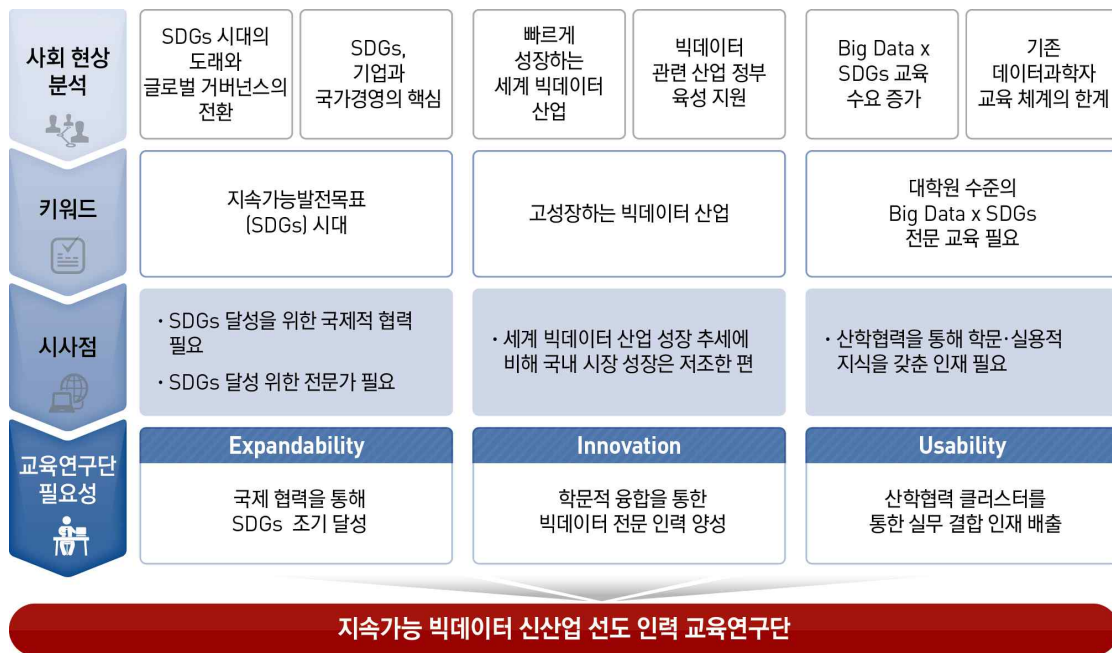 사회 현상
분석
SDGs 시대의
도래와
글로벌 거버넌스의
전환
SDGs,
기업과
국가경영의 핵심
빠르게
성장하는
세계 빅데이터
산업
빅데이터
관련 산업 정부
육성 지원
Big Data x
SDGs 교육
수요 증가
기존
데이터과학자
교육 체계의 한계
키워드
지속가능발전목표
(SDGs) 시대
고성장하는 빅데이터 산업
대학원 수준의
Big Data x SDGs
전문 교육 필요
시사점
· SDGs 달성을 위한 국제적 협력
필요
· SDGs 달성 위한 전문가 필요
· 세계 빅데이터 산업 성장 추세에
비해 국내 시장 성장은 저조한 편
· 산학협력을 통해 학문·실용적
지식을 갖춘 인재 필요
교육연구단
필요성
Expandability
국제 협력을 통해
SDGs 조기 달성
Innovation
학문적 융합을 통한
빅데이터 전문 인력 양성
Usability
산학협력 클러스터를
통한 실무 결합 인재 배출
지속가능 빅데이터 신산업 선도 인력 교육연구단